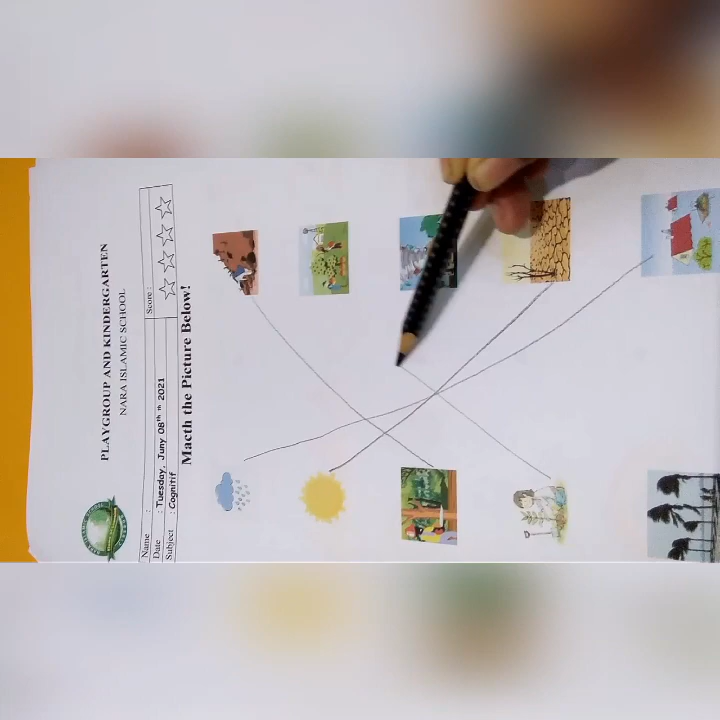 PLAYGROUP AND KINDERGARTEN
NARA ISLAMIC SCHOOL
Name :
Score :
Date : Tuesday, Juny 08th th 2021
Subject : Cognitif
Macth the Picture Below!